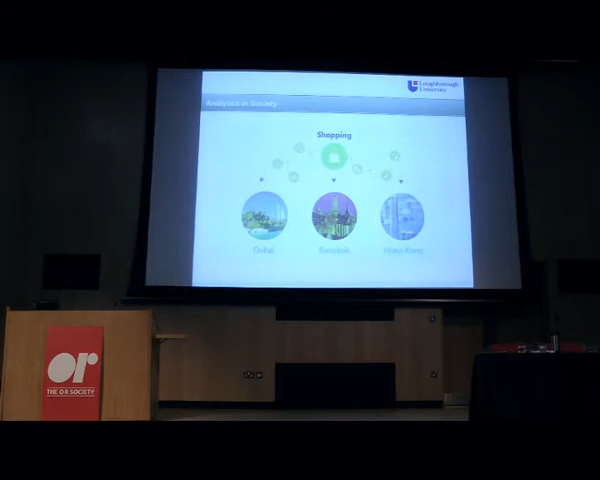 Loughborough
University
Analytics in Society
Shopping
Dubai
Bangkok
Hong Kong
or
THE OR SOCIETY